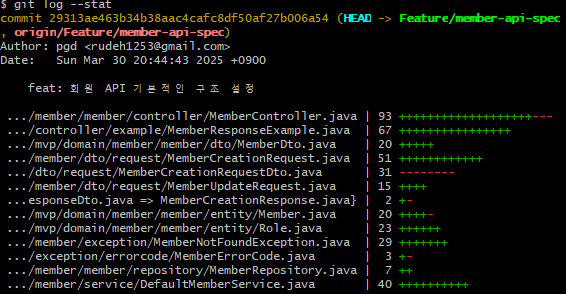 $ git log --stat
commit 29313ae463b34b38aac4cafc8df50af27b006a54 (HEAD -> Feature/member-api-spec
, origin/Feature/member-api-spec)
Author: pgd <rudeh1253@gmail.com>
Date:   Sun Mar 30 20:44:43 2025 +0900

    feat: 회원 API 기본적인 구조 설정

 .../member/member/controller/MemberController.java | 93 +++++++++++++++++++---
 .../controller/example/MemberResponseExample.java  | 67 ++++++++++++++++
 .../mvp/domain/member/member/dto/MemberDto.java    | 20 +++++
 .../member/dto/request/MemberCreationRequest.java  | 51 ++++++++++++
 .../dto/request/MemberCreationRequestDto.java      | 31 --------
 .../member/dto/request/MemberUpdateRequest.java    | 15 ++++
 ...esponseDto.java => MemberCreationResponse.java} |  2 +-
 .../mvp/domain/member/member/entity/Member.java    | 20 ++++-
 .../mvp/domain/member/member/entity/Role.java      | 23 ++++++
 .../member/exception/MemberNotFoundException.java  | 29 +++++++
 .../exception/errorcode/MemberErrorCode.java       |  3 +-
 .../member/member/repository/MemberRepository.java |  7 ++
 .../member/service/DefaultMemberService.java       | 40 ++++++++++